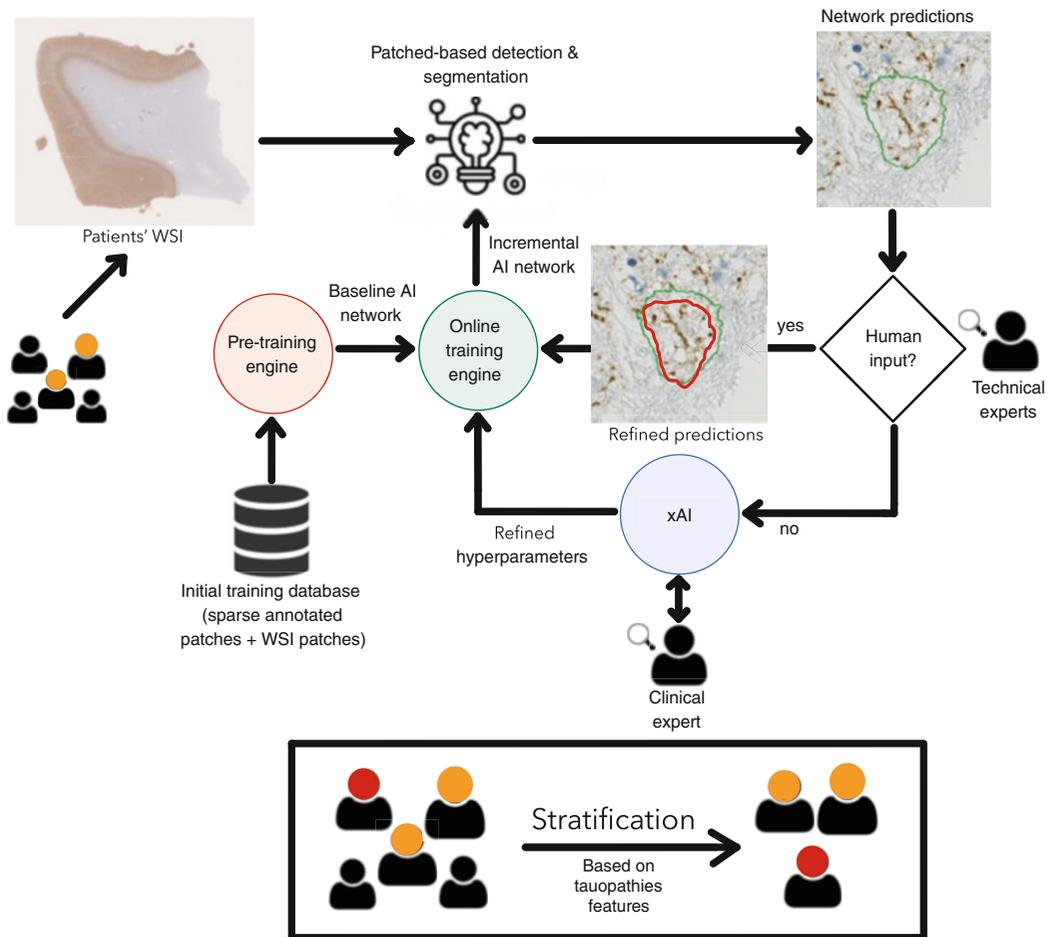 Network predictions
Patched-based detection &
segmentation
Patients' WSI
Incremental
AI network
Baseline AI
network
Pre-training
engine
Online
training
engine
yes
Human
input?
Technical
experts
Refined predictions
xAI
no
Refined
hyperparameters
Initial training database
(sparse annotated
patches + WSI patches)
Clinical
expert
Stratification
Based on
tauopathies
features